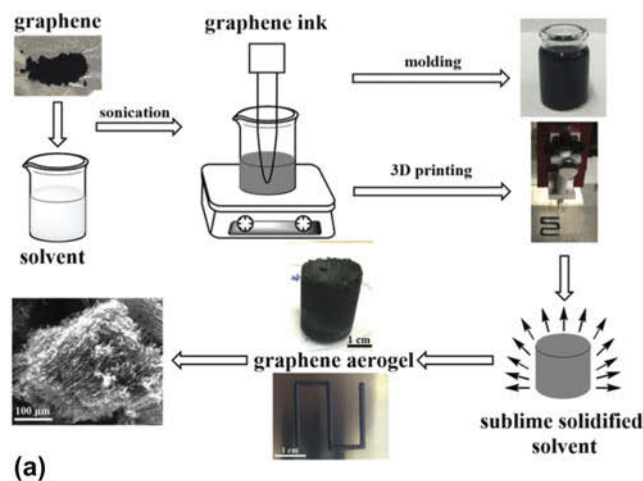 graphene
graphene ink
molding
sonication
3D printing
solvent
1 cm
graphene aerogel
100 µm
1 cm
sublime solidified
solvent
(a)